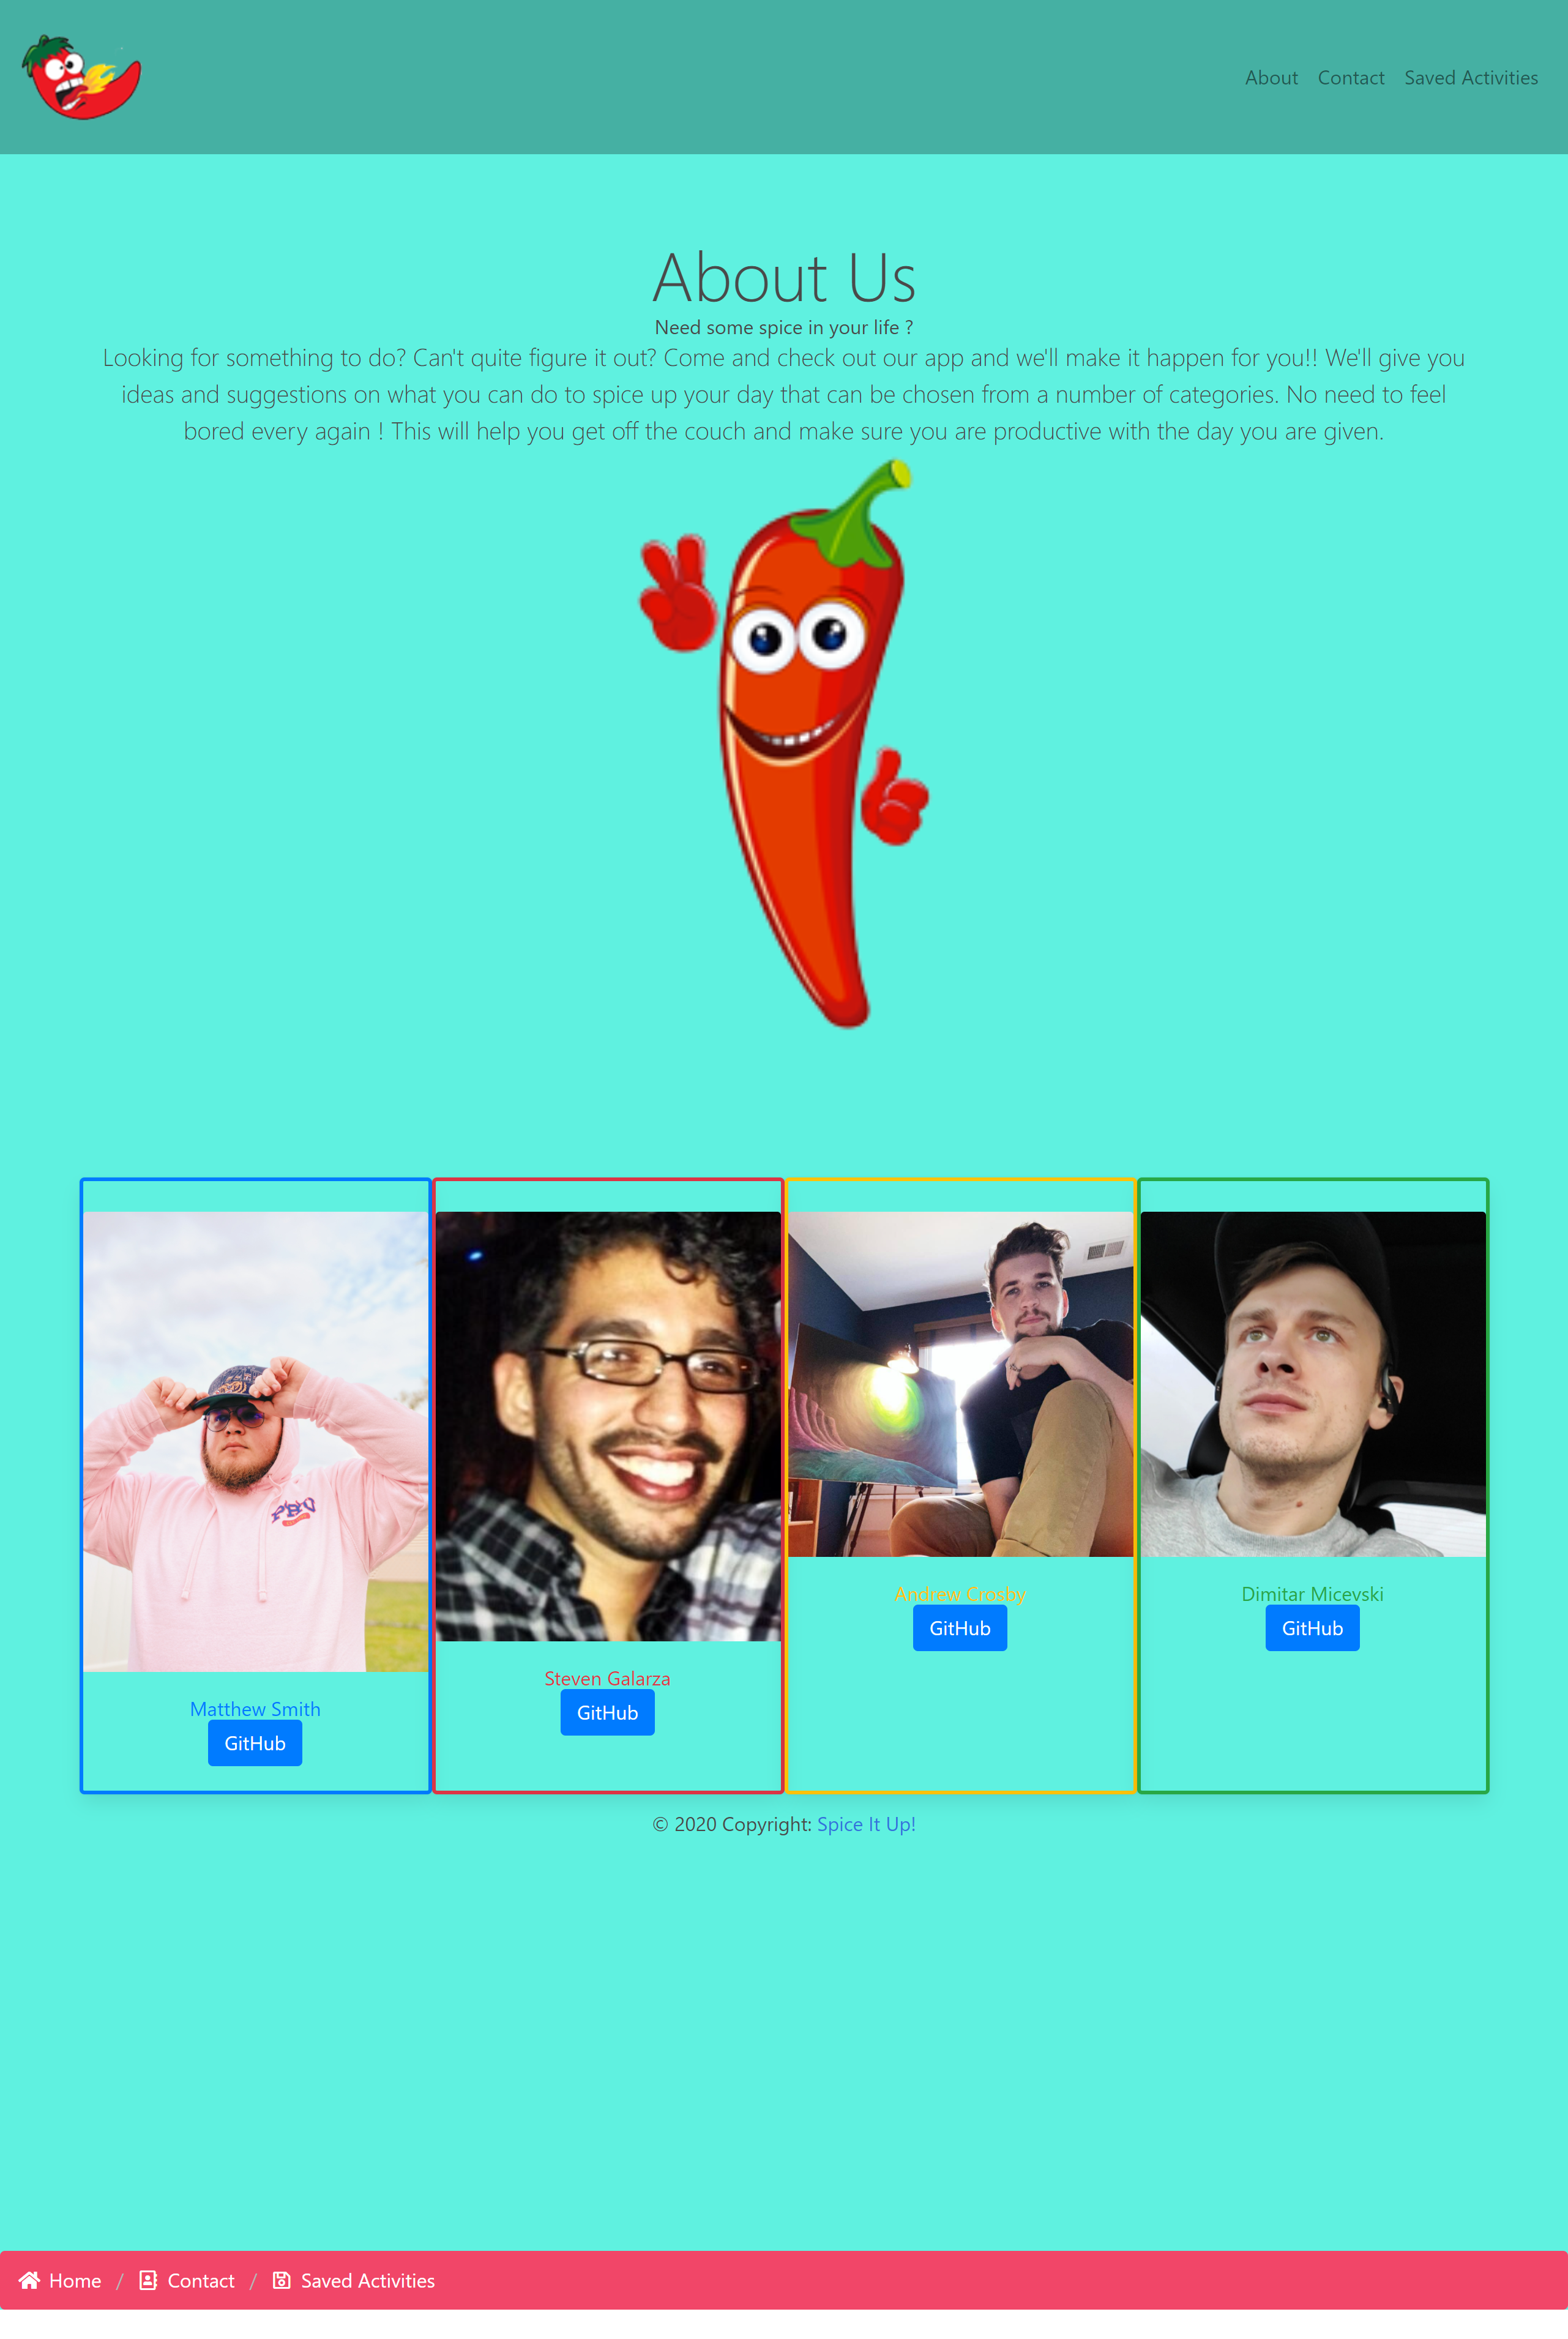 About Contact Saved Activities
About Us
Need some spice in your life ?
Looking for something to do? Can't quite figure it out? Come and check out our app and we'll make it happen for you!! We'll give you
ideas and suggestions on what you can do to spice up your day that can be chosen from a number of categories. No need to feel
bored every again ! This will help you get off the couch and make sure you are productive with the day you are given.
Matthew Smith
GitHub
Steven Galarza
GitHub
Andrew Crosby
GitHub
Dimitar Micevski
GitHub
© 2020 Copyright: Spice It Up!
Home / Contact / Saved Activities